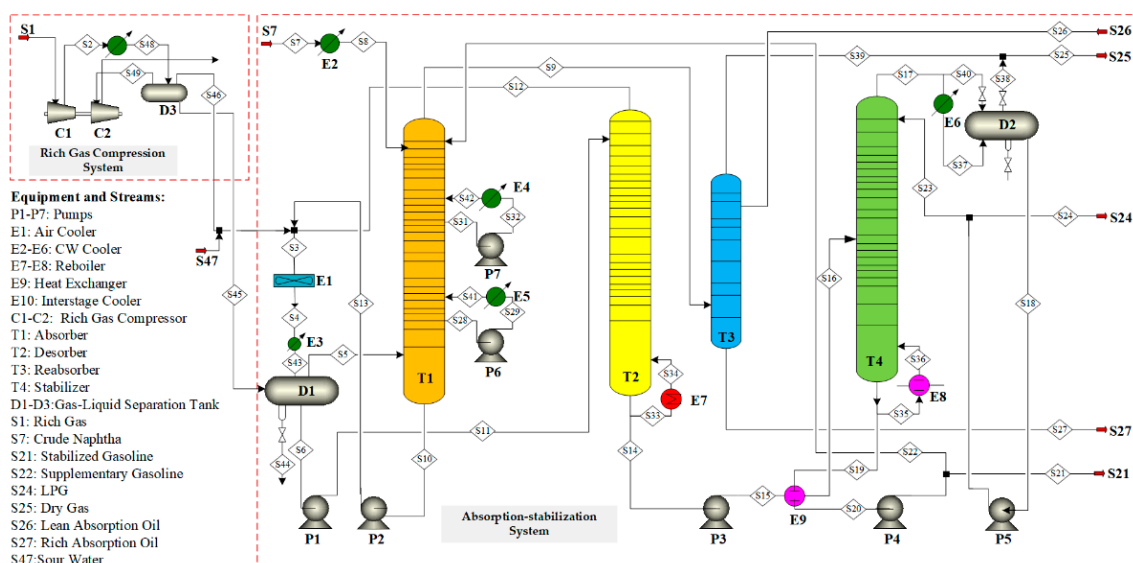 S1
S2
S48
S49
S46
D3
C1
C2
Rich Gas Compression
System
Equipment and Streams:
P1-P7: Pumps
E1: Air Cooler
E2-E6: CW Cooler
E7-E8: Reboiler
E9: Heat Exchanger
E10: Interstage Cooler
C1-C2: Rich Gas Compressor
T1: Absorber
T2: Desorber
T3: Reabsorber
T4: Stabilizer
D1-D3:Gas-Liquid Separation Tank
S1: Rich Gas
S7: Crude Naphtha
S21: Stabilized Gasoline
S22: Supplementary Gasoline
S24: LPG
S25: Dry Gas
S26: Lean Absorption Oil
S27: Rich Absorption Oil
S47:Sour Water
S7
S7
S8
E2
S9
S12
S26
S26
S39
S25
S25
S38
S17
S40
E6
D2
S37
S23
S24
S24
S47
S3
E1
S4
E3
S43
S45
D1
S5
S13
S6
S44
S42
E4
S31
S32
P7
S41
E5
S28
S29
P6
T1
T2
T3
T4
S16
S18
S34
E7
S33
S36
E8
S35
S11
S10
S14
S27
S27
S22
S19
S21
S21
S15
S20
E9
P1
P2
P3
P4
P5
Absorption-stabilization
System